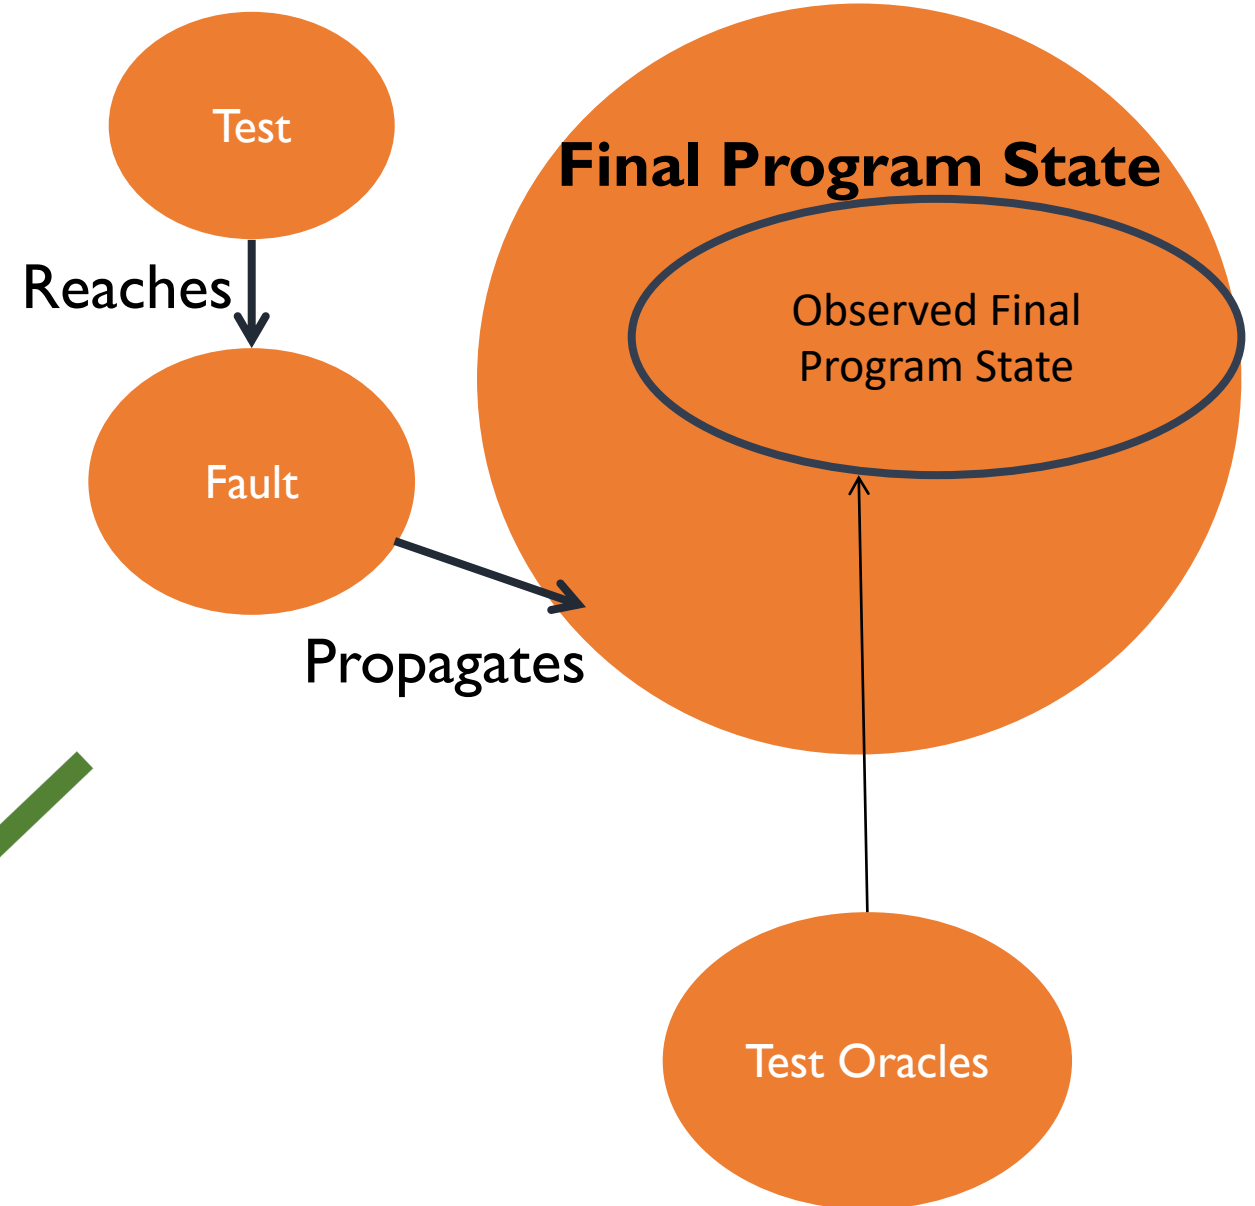 Test
Final Program State
Reaches
Observed Final
Program State
Fault
Propagates
Test Oracles